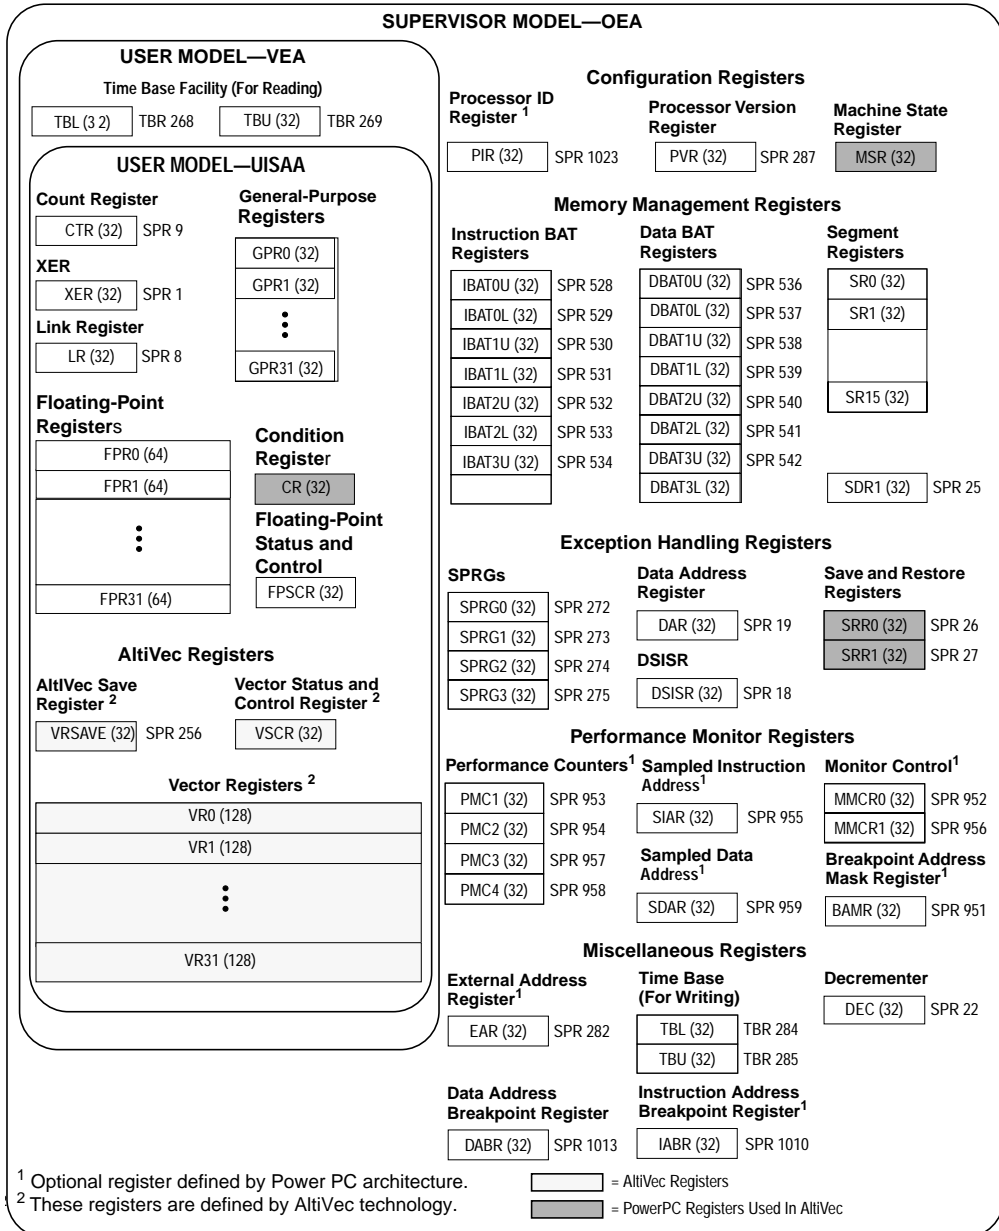 SUPERVISOR MODEL—OEA
USER MODEL—VEA
Time Base Facility (For Reading)
TBL (3 2) TBR 268 TBU (32) TBR 269
USER MODEL—UISAA
Count Register
CTR (32) SPR 9
XER
XER (32) SPR 1
Link Register
LR (32) SPR 8
General-Purpose
Registers
GPR0 (32)
GPR1 (32)
GPR31 (32)
Floating-Point
Registers
FPR0 (64)
FPR1 (64)
FPR31 (64)
Condition
Register
CR (32)
Floating-Point
Status and
Control
FPSCR (32)
AltiVec Registers
AltIVec Save
Register 2
VRSAVE (32) SPR 256
Vector Status and
Control Register 2
VSCR (32)
Vector Registers 2
VR0 (128)
VR1 (128)
VR31 (128)
Configuration Registers
Processor ID
Register 1
PIR (32) SPR 1023
Processor Version
Register
PVR (32) SPR 287
Machine State
Register
MSR (32)
Memory Management Registers
Instruction BAT
Registers
IBAT0U (32) SPR 528
IBAT0L (32) SPR 529
IBAT1U (32) SPR 530
IBAT1L (32) SPR 531
IBAT2U (32) SPR 532
IBAT2L (32) SPR 533
IBAT3U (32) SPR 534
Data BAT
Registers
DBAT0U (32) SPR 536
DBAT0L (32) SPR 537
DBAT1U (32) SPR 538
DBAT1L (32) SPR 539
DBAT2U (32) SPR 540
DBAT2L (32) SPR 541
DBAT3U (32) SPR 542
DBAT3L (32)
Segment
Registers
SR0 (32)
SR1 (32)
SR15 (32)
SDR1 (32) SPR 25
Exception Handling Registers
SPRGs
SPRG0 (32) SPR 272
SPRG1 (32) SPR 273
SPRG2 (32) SPR 274
SPRG3 (32) SPR 275
Data Address
Register
DAR (32) SPR 19
DSISR
DSISR (32) SPR 18
Save and Restore
Registers
SRR0 (32) SPR 26
SRR1 (32) SPR 27
Performance Monitor Registers
Performance Counters1
PMC1 (32) SPR 953
PMC2 (32) SPR 954
PMC3 (32) SPR 957
PMC4 (32) SPR 958
Sampled Instruction
Address1
SIAR (32) SPR 955
Sampled Data
Address1
SDAR (32) SPR 959
Monitor Control1
MMCR0 (32) SPR 952
MMCR1 (32) SPR 956
Breakpoint Address
Mask Register1
BAMR (32) SPR 951
Miscellaneous Registers
External Address
Register1
EAR (32) SPR 282
Time Base
(For Writing)
TBL (32) TBR 284
TBU (32) TBR 285
Decrementer
DEC (32) SPR 22
Data Address
Breakpoint Register
DABR (32) SPR 1013
Instruction Address
Breakpoint Register1
IABR (32) SPR 1010
1 Optional register defined by Power PC architecture.
2 These registers are defined by AltiVec technology.
= AltiVec Registers
= PowerPC Registers Used In AltiVec